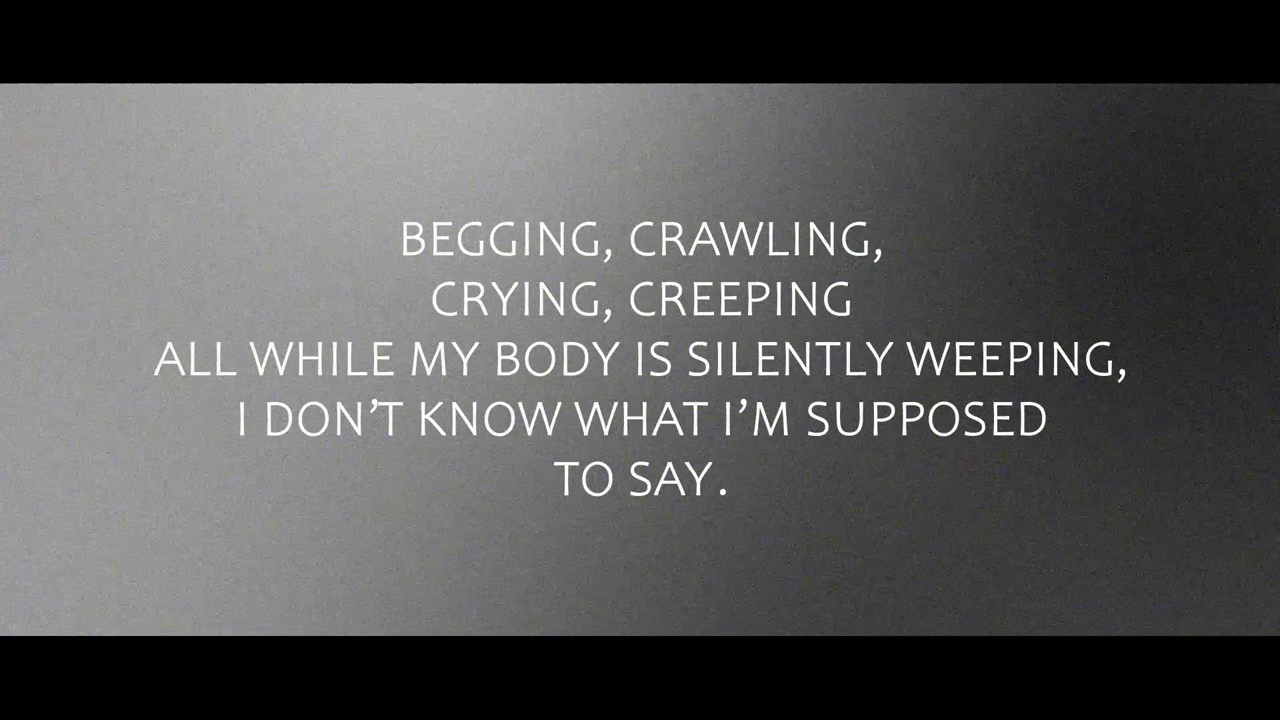 BEGGING, CRAWLING,
CRYING, CREEPING
ALL WHILE MY BODY IS SILENTLY WEEPING,
I DON’T KNOW WHAT I’M SUPPOSED
TO SAY.